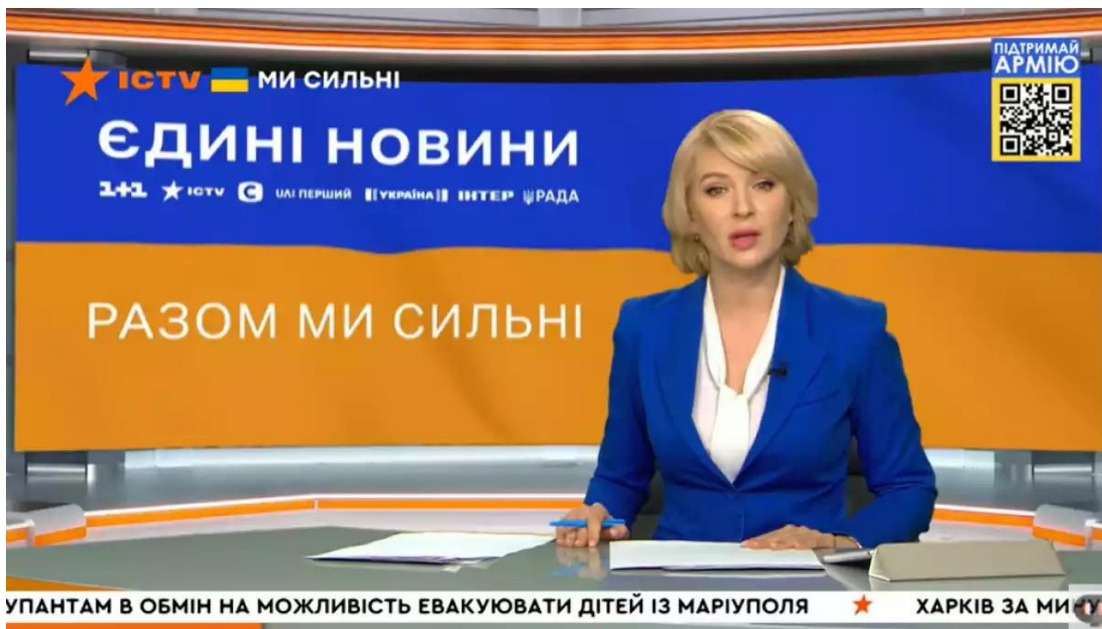 ICTV МИ СИЛЬНІ
ПІДТРИМАЙ
АРМІЮ
ЄДИНІ НОВИНИ
1+1 ICTV С UA: ПЕРШИЙ УКРАЇНА ІНТЕР РАДА
РАЗОМ МИ СИЛЬНІ
УПАНТАМ В ОБМІН НА МОЖЛИВІСТЬ ЕВАКУЮВАТИ ДІТЕЙ ІЗ МАРІУПОЛЯ ХАРКІВ ЗА